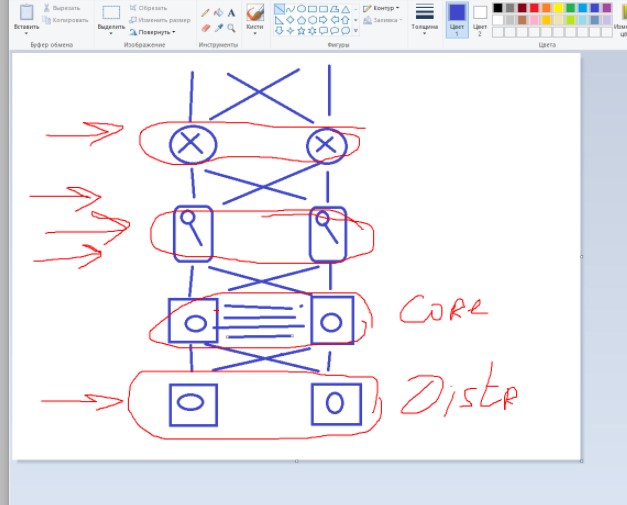 Вырезать
Копировать
Вставить
Буфер обмена
Обрезать
Изменить размер
Повернуть
Выделить
Изображение
Инструменты
Кисти
Контур
Заливка
Фигуры
Толщина
Цвет 1
Цвет 2
Цвета
Core
Distr